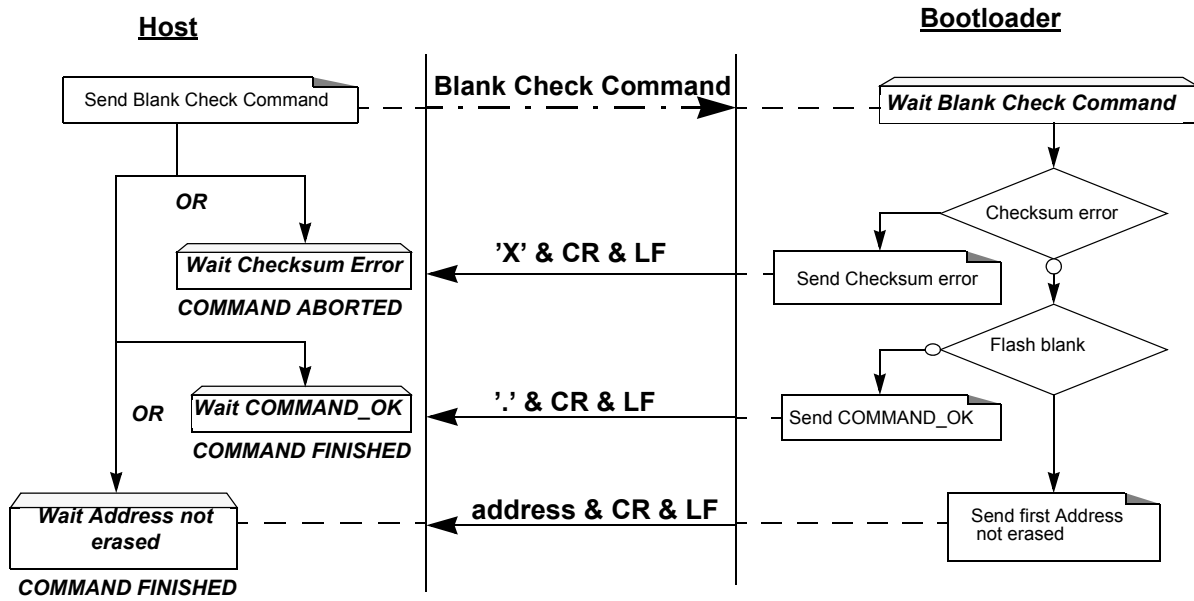 Host
Bootloader
Send Blank Check Command
Blank Check Command
Wait Blank Check Command
OR
Checksum error
Wait Checksum Error
’X’ & CR & LF
Send Checksum error
COMMAND ABORTED
Flash blank
OR
Wait COMMAND_OK
’.’ & CR & LF
Send COMMAND_OK
COMMAND FINISHED
Wait Address not
erased
address & CR & LF
Send first Address
not erased
COMMAND FINISHED